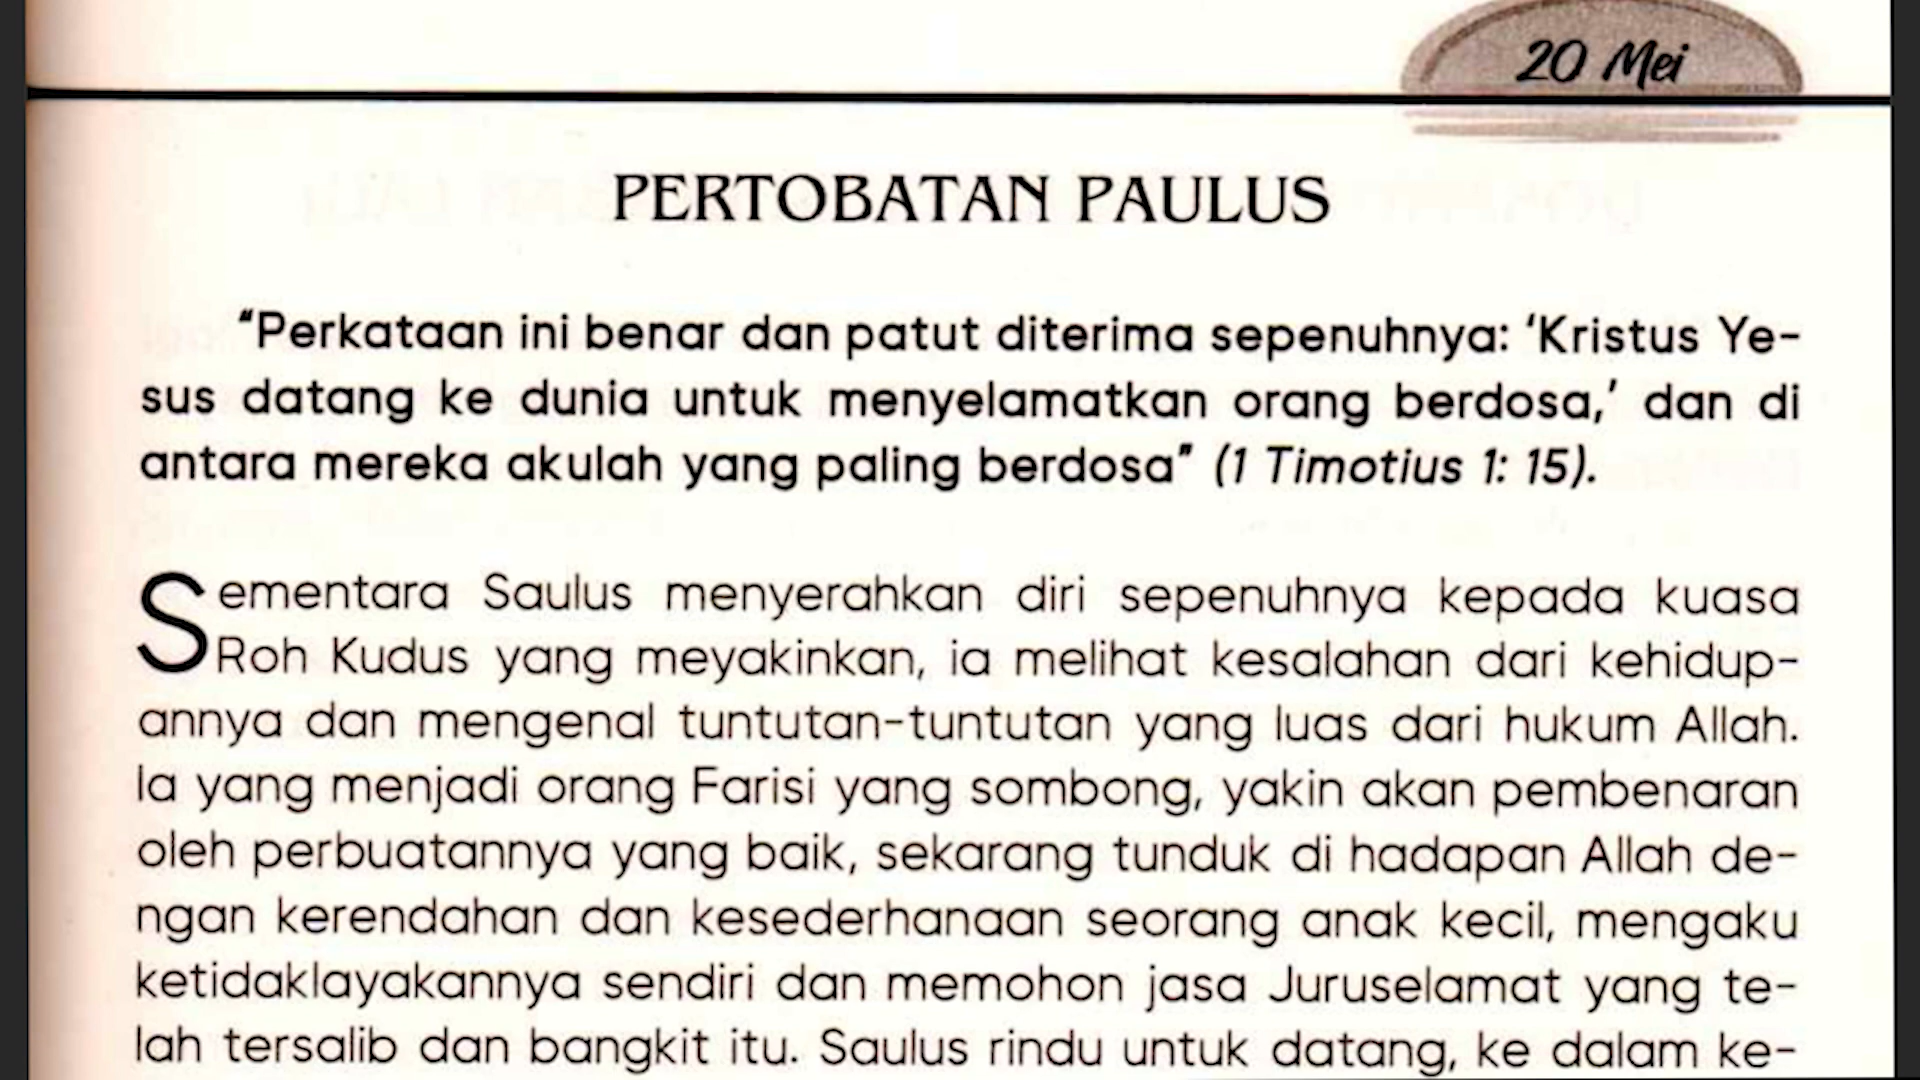 20 Mei
PERTOBATAN PAULUS
“Perkataan ini benar dan patut diterima sepenuhnya: ‘Kristus Ye-
sus datang ke dunia untuk menyelamatkan orang berdosa,’ dan di
antara mereka akulah yang paling berdosa” (1 Timotius 1: 15).
Sementara Saulus menyerahkan diri sepenuhnya kepada kuasa
Roh Kudus yang meyakinkan, ia melihat kesalahan dari kehidup-
annya dan mengenal tuntutan-tuntutan yang luas dari hukum Allah.
Ia yang menjadi orang Farisi yang sombong, yakin akan pembenaran
oleh perbuatannya yang baik, sekarang tunduk di hadapan Allah de-
ngan kerendahan dan kesederhanaan seorang anak kecil, mengaku
ketidaklayakannya sendiri dan memohon jasa Juruselamat yang te-
lah tersalib dan bangkit itu. Saulus rindu untuk datang, ke dalam ke-